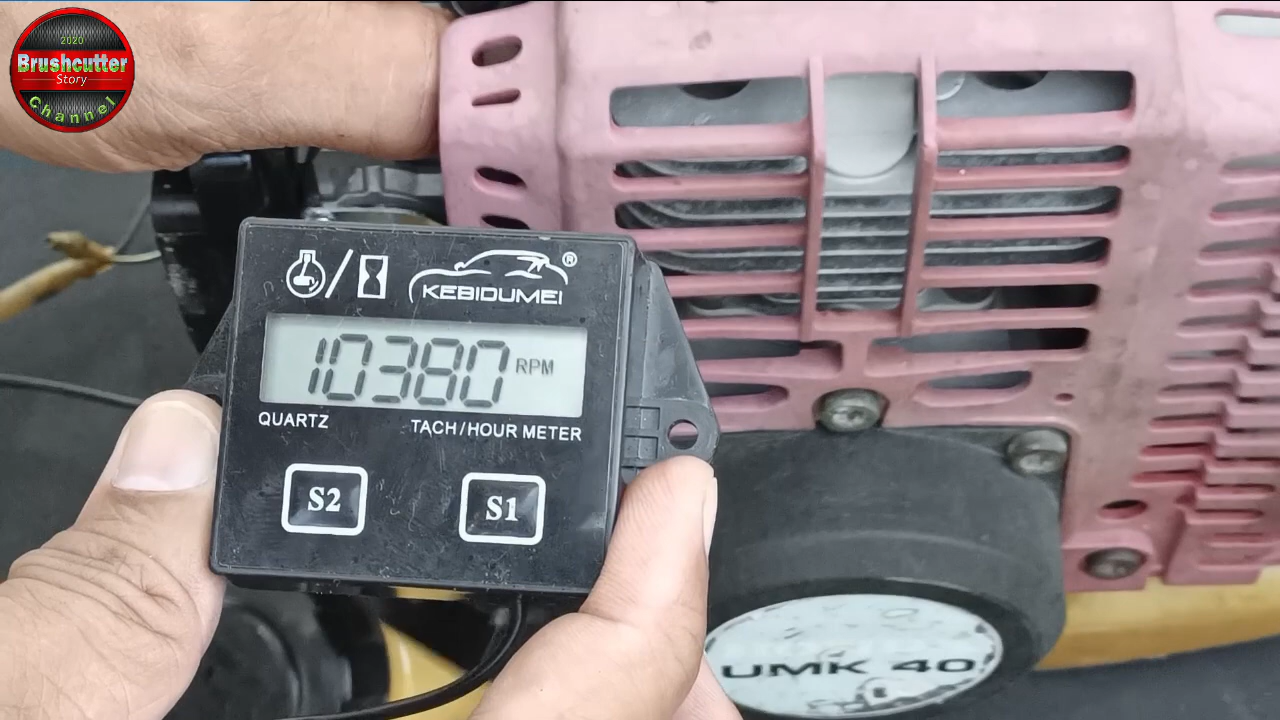 2020
Brushcutter
Story
Channel
KEBIDUMEI®
10380 RPM
QUARTZ
TACH/HOUR METER
S2
S1
UMK 40